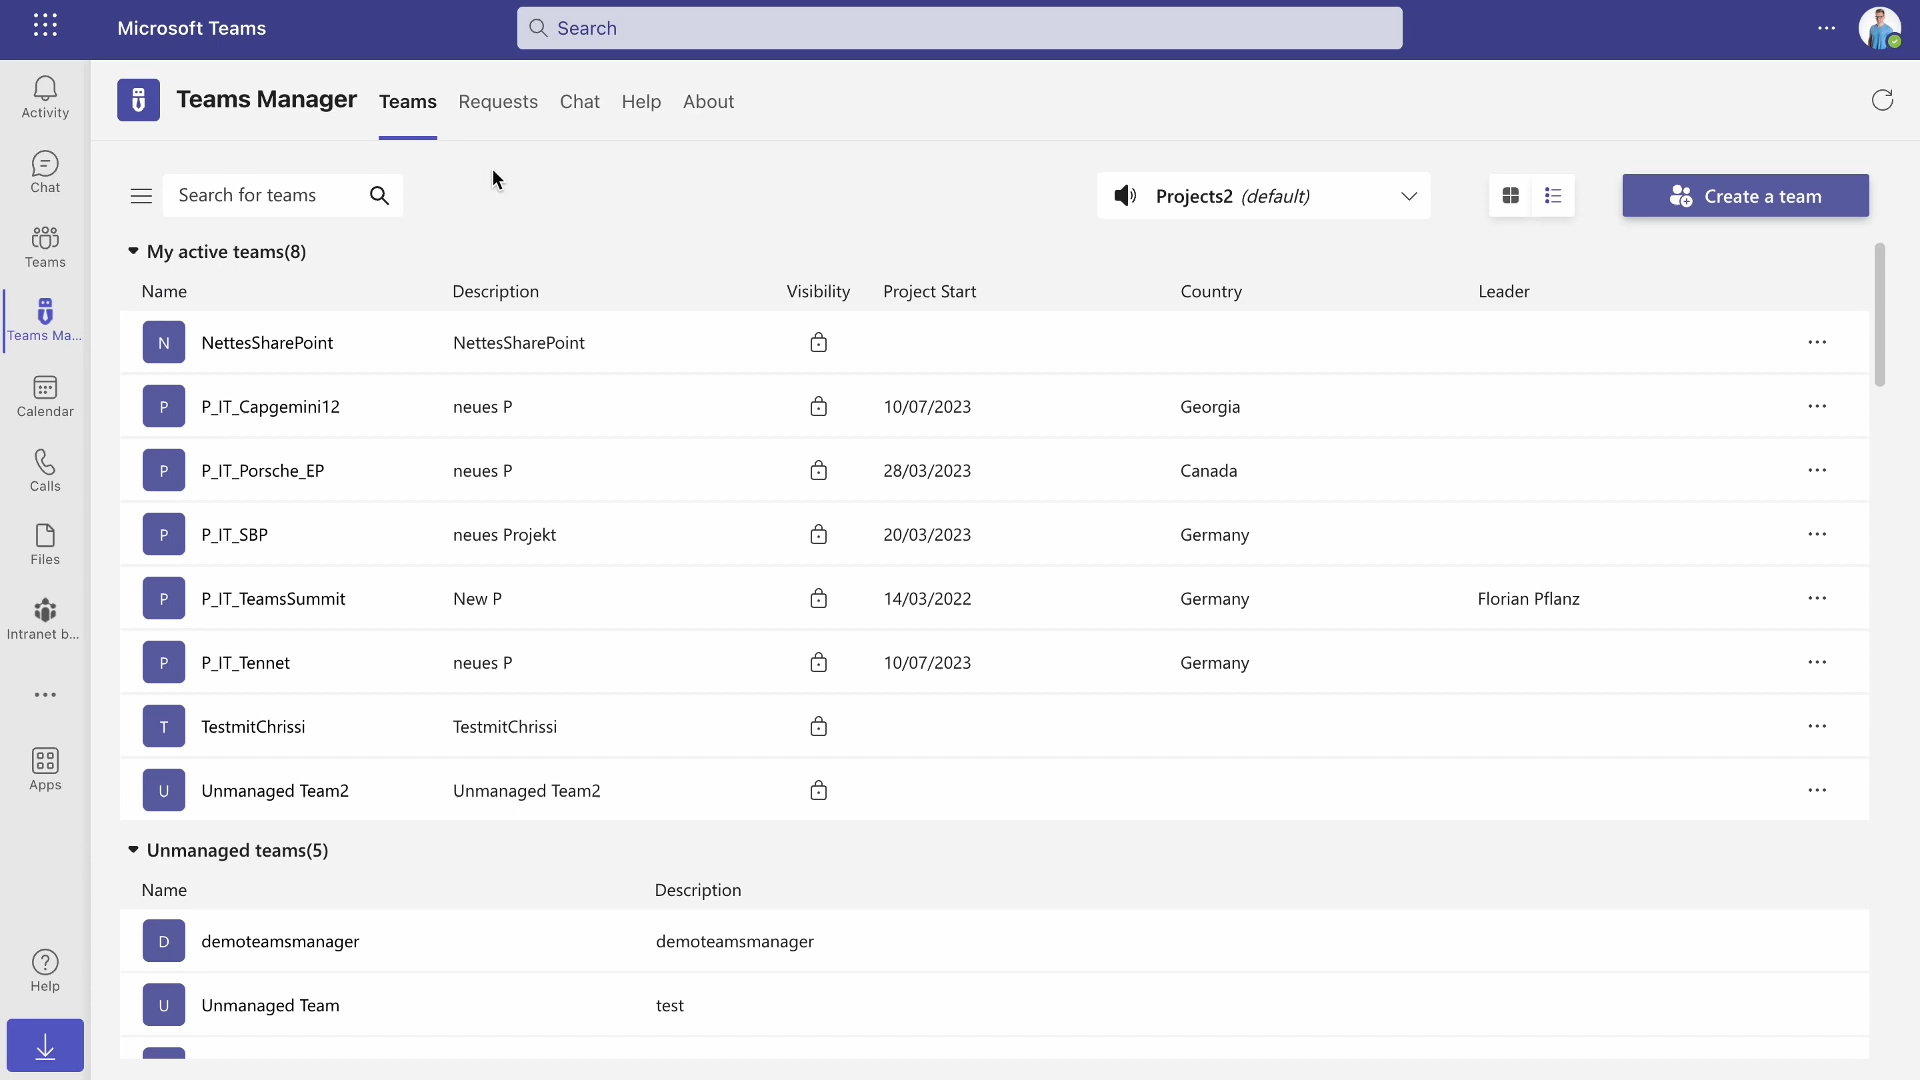 Microsoft Teams
Search
Activity
Chat
Teams
Teams Ma...
Calendar
Calls
Files
Intranet b...
Apps
Help
Teams Manager Teams Requests Chat Help About
Search for teams
Projects2 (default)
Create a team
My active teams(8)
Name Description Visibility Project Start Country Leader
N NettesSharePoint NettesSharePoint
P P_IT_Capgemini12 neues P 10/07/2023 Georgia
P P_IT_Porsche_EP neues P 28/03/2023 Canada
P P_IT_SBP neues Projekt 20/03/2023 Germany
P P_IT_TeamsSummit New P 14/03/2022 Germany Florian Pflanz
P P_IT_Tennet neues P 10/07/2023 Germany
T TestmitChrissi TestmitChrissi
U Unmanaged Team2 Unmanaged Team2
Unmanaged teams(5)
Name Description
D demoteamsmanager demoteamsmanager
U Unmanaged Team test